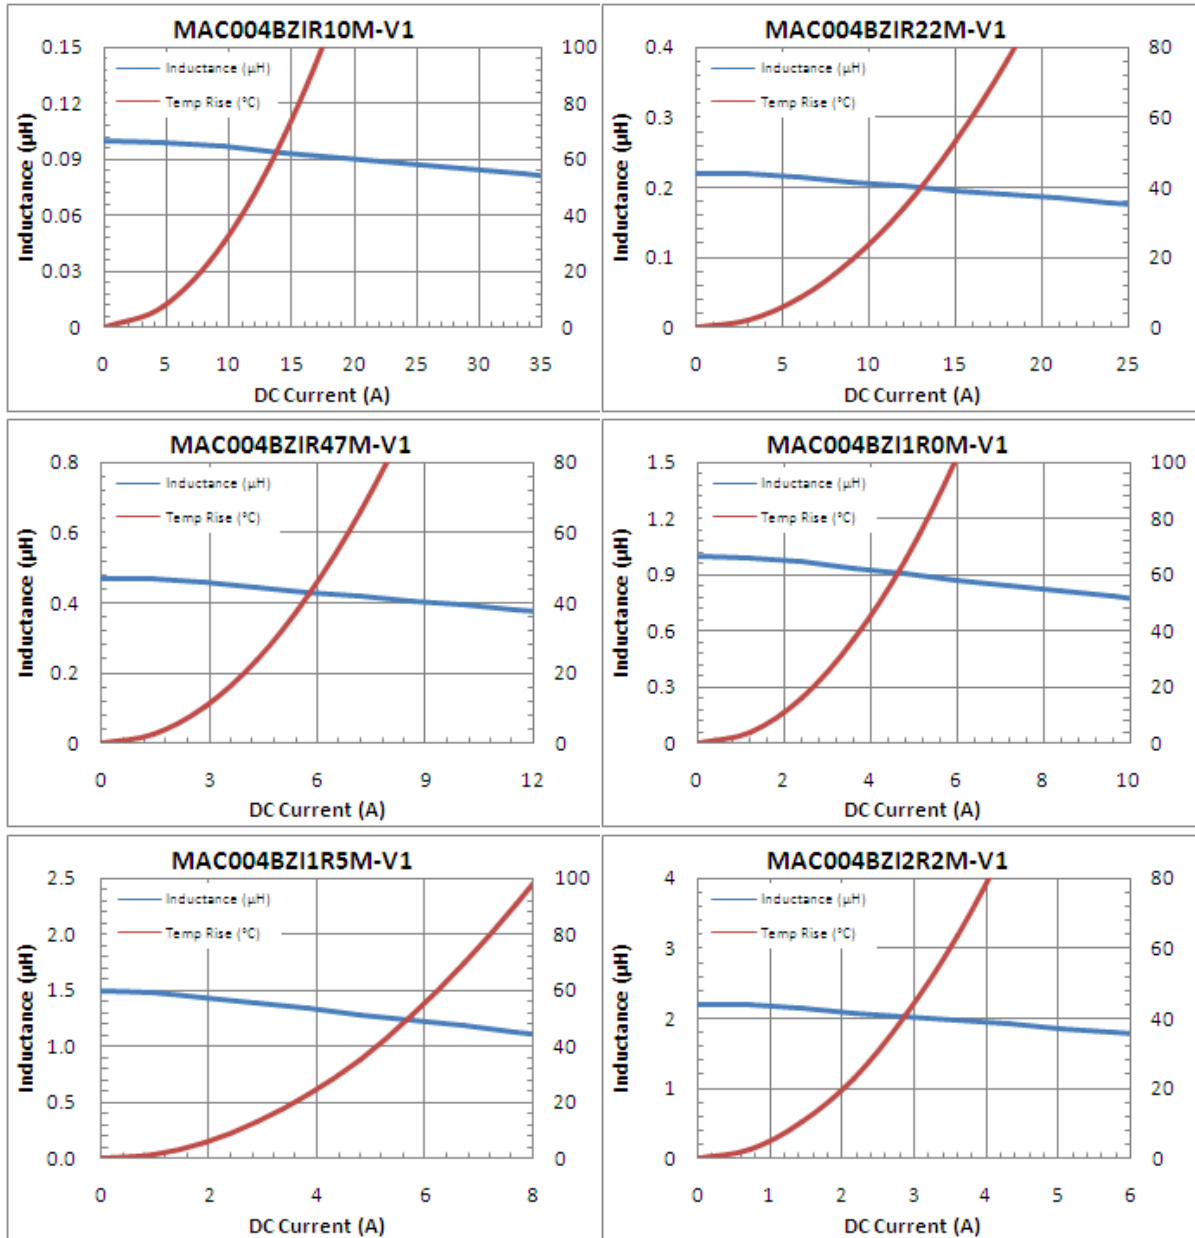 MAC004BZIR10M-V1
Inductance (µH)
Temp Rise (°C)
0.15
0.12
0.09
0.06
0.03
0
100
80
60
40
20
0
Inductance (µH)
0 5 10 15 20 25 30 35
DC Current (A)
MAC004BZIR22M-V1
Inductance (µH)
Temp Rise (°C)
0.4
0.3
0.2
0.1
0
80
60
40
20
0
Inductance (µH)
0 5 10 15 20 25
DC Current (A)
MAC004BZIR47M-V1
Inductance (µH)
Temp Rise (°C)
0.8
0.6
0.4
0.2
0
80
60
40
20
0
Inductance (µH)
0 3 6 9 12
DC Current (A)
MAC004BZI1R0M-V1
Inductance (µH)
Temp Rise (°C)
1.5
1.2
0.9
0.6
0.3
0
100
80
60
40
20
0
Inductance (µH)
0 2 4 6 8 10
DC Current (A)
MAC004BZI1R5M-V1
Inductance (µH)
Temp Rise (°C)
2.5
2.0
1.5
1.0
0.5
0.0
100
80
60
40
20
0
Inductance (µH)
0 2 4 6 8
DC Current (A)
MAC004BZI2R2M-V1
Inductance (µH)
Temp Rise (°C)
4
3
2
1
0
80
60
40
20
0
Inductance (µH)
0 1 2 3 4 5 6
DC Current (A)